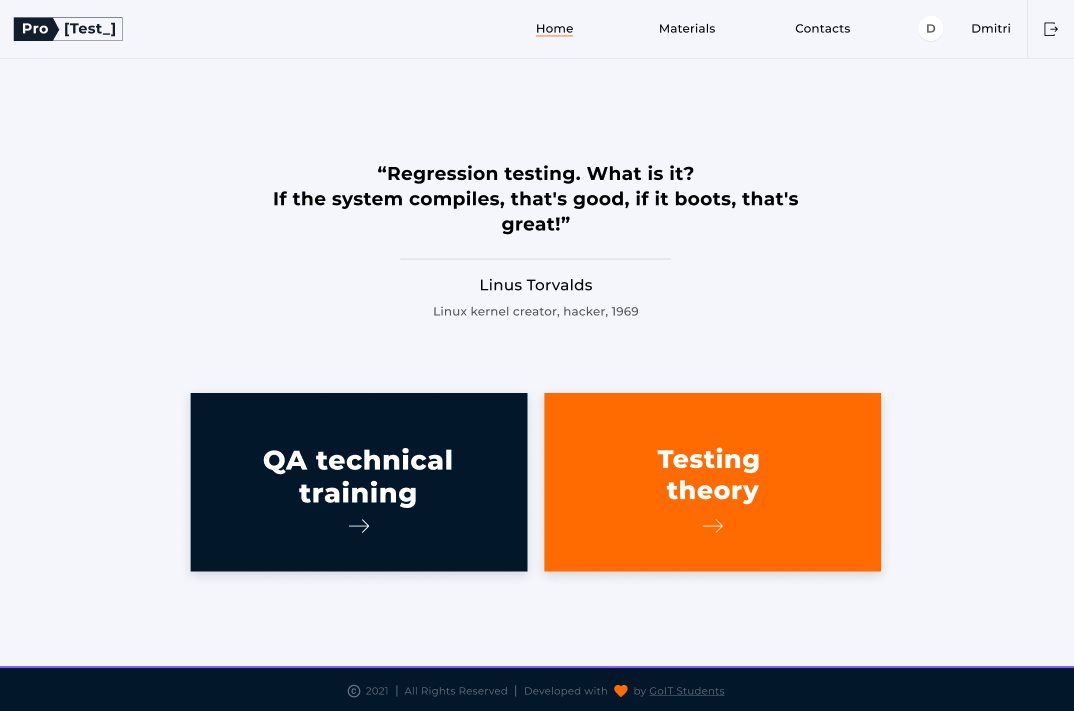 Pro [Test_]
Home Materials Contacts D Dmitri
“Regression testing. What is it?
If the system compiles, that's good, if it boots, that's
great!”
Linus Torvalds
Linux kernel creator, hacker, 1969
QA technical
training
Testing
theory
© 2021 | All Rights Reserved | Developed with 🧡 by GoIT Students